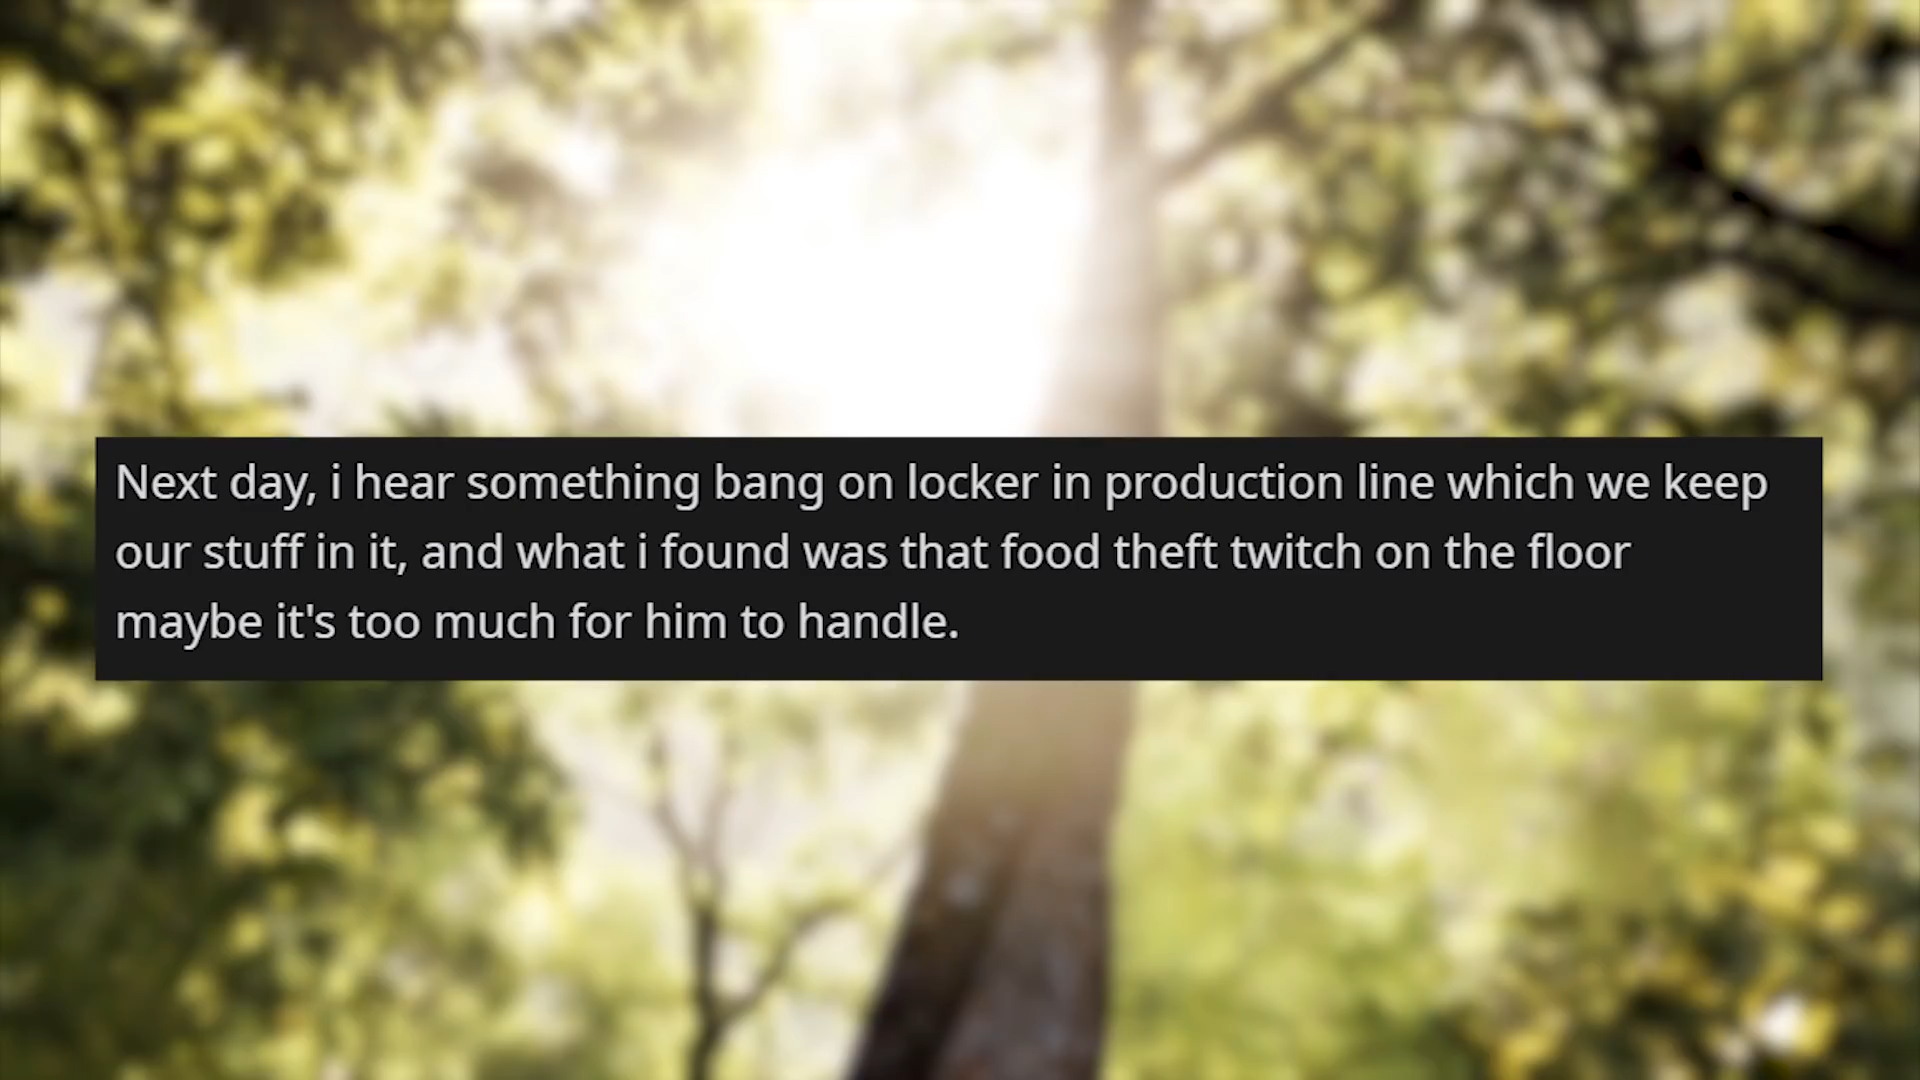 Next day, i hear something bang on locker in production line which we keep
our stuff in it, and what i found was that food theft twitch on the floor
maybe it's too much for him to handle.